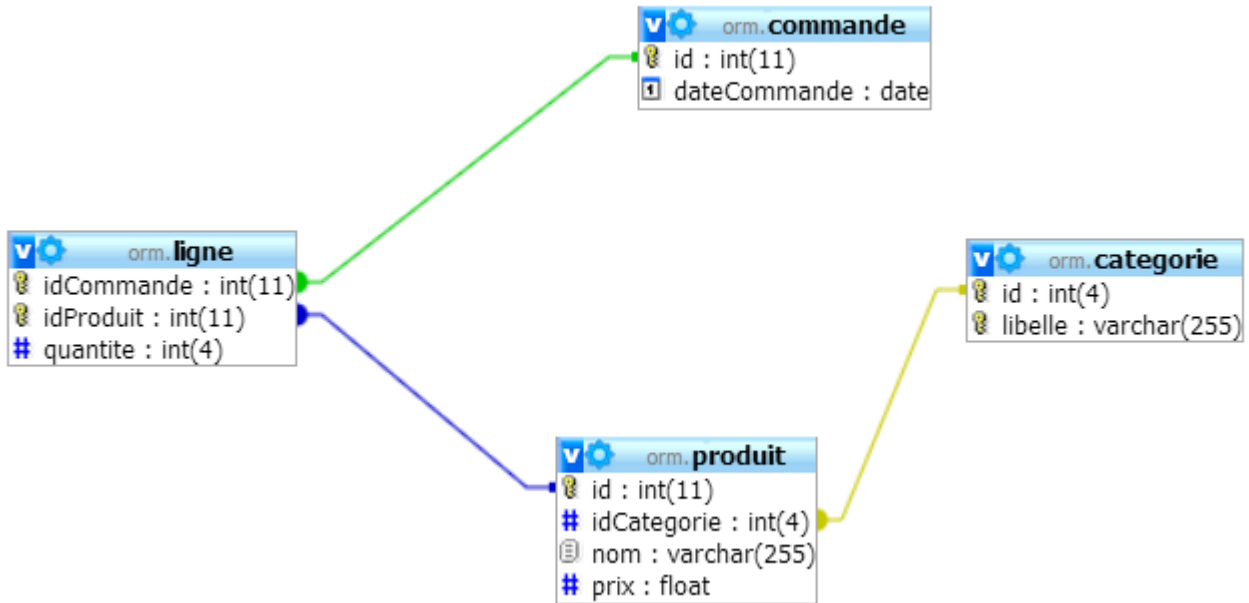 orm.commande
id : int(11)
dateCommande : date
orm.ligne
idCommande : int(11)
idProduit : int(11)
# quantite : int(4)
orm.categorie
id : int(4)
libelle : varchar(255)
orm.produit
id : int(11)
# idCategorie : int(4)
nom : varchar(255)
# prix : float